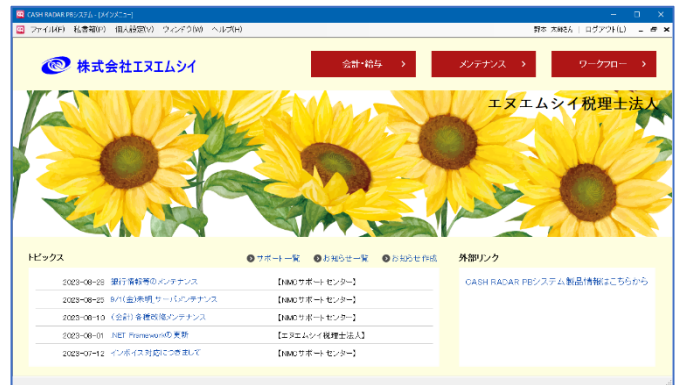 CASH RADAR PBシステム - [メインメニュー]
ファイル(F) 私書箱(P) 個人設定(V) ウィンドウ(W) ヘルプ(H) 野本 太郎さん | ログアウト(L)
株式会社エヌエムシイ 会計・給与 > メンテナンス > ワークフロー >
エヌエムシイ税理士法人
トピックス サポート一覧 お知らせ一覧 お知らせ作成 外部リンク
2023-08-28 銀行情報等のメンテナンス 【NMCサポートセンター】 CASH RADAR PBシステム製品情報はこちらから
2023-08-25 9/1(金)未明 サーバメンテナンス 【NMCサポートセンター】
2023-08-10 (会計)各種改修メンテナンス 【NMCサポートセンター】
2023-08-01 .NET Frameworkの更新 【エヌエムシイ税理士法人】
2023-07-12 インボイス対応につきまして 【NMCサポートセンター】